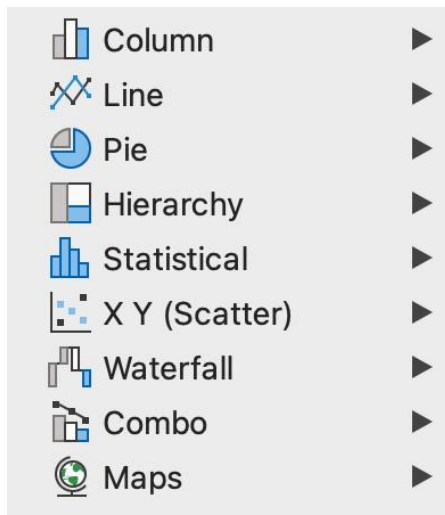 Column
Line
Pie
Hierarchy
Statistical
X Y (Scatter)
Waterfall
Combo
Maps